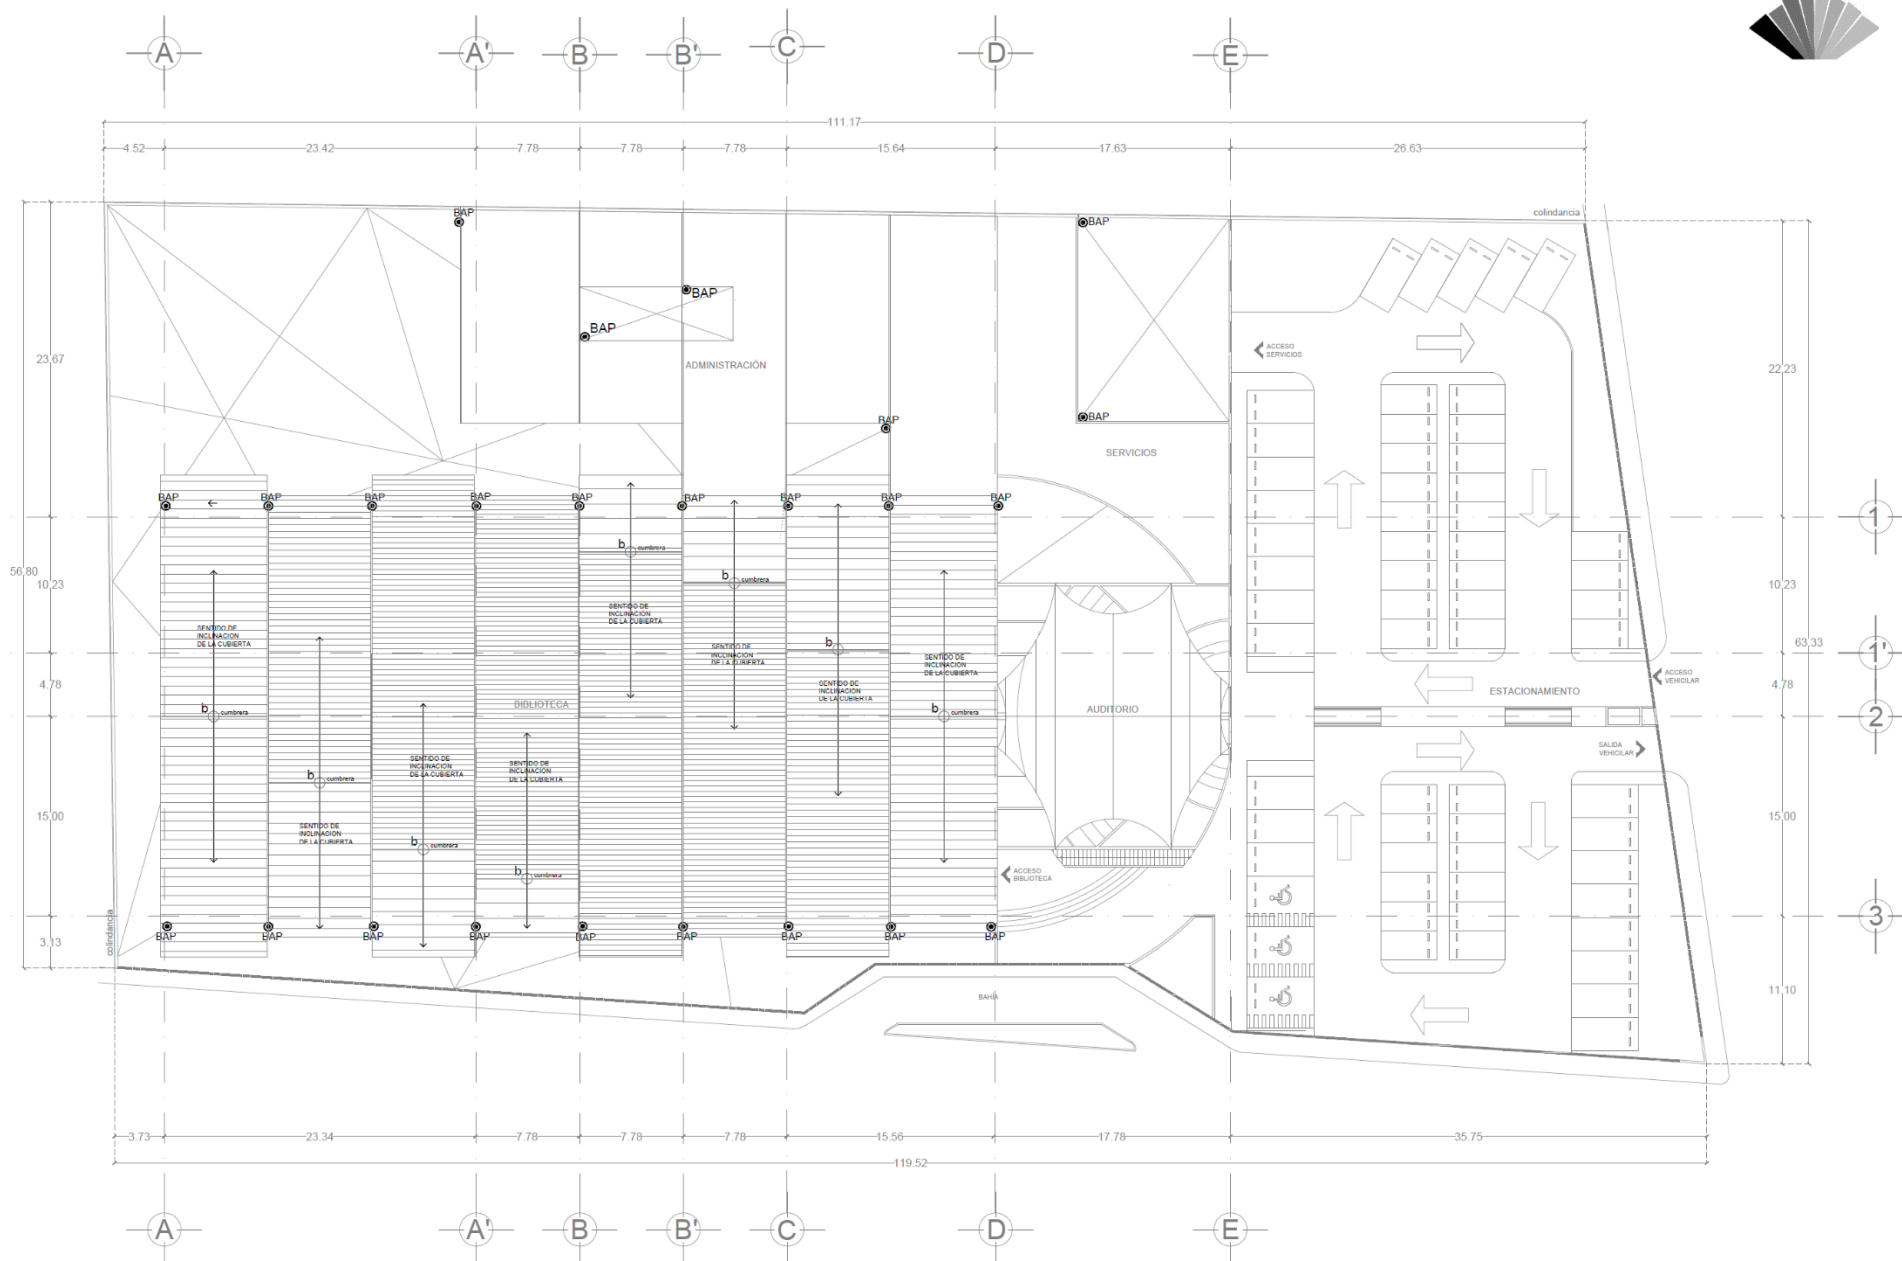 A A' B B' C D E
111.17
4.52 23.42 7.78 7.78 7.78 15.64 17.63 26.63
colindancia
BAP
BAP
BAP
BAP
ADMINISTRACIÓN
ACCESO
SERVICIOS
23.67
22.23
BAP
BAP
SERVICIOS
BAP BAP BAP BAP BAP BAP BAP BAP BAP
1
b cumbrera
b cumbrera
56.80
10.23
10.23
SENTIDO DE
INCLINACION
DE LA CUBIERTA
SENTIDO DE
INCLINACION
DE LA CUBIERTA
SENTIDO DE
INCLINACION
DE LA CUBIERTA
b cumbrera
SENTIDO DE
INCLINACION
DE LA CUBIERTA
63.33
1'
ACCESO
VEHICILAR
4.78
4.78
SENTIDO DE
INCLINACION
DE LA CUBIERTA
ESTACIONAMIENTO
BIBLIOTECA
AUDITORIO
b cumbrera
b cumbrera
2
SALIDA
VEHICILAR
SENTIDO DE
INCLINACION
DE LA CUBIERTA
SENTIDO DE
INCLINACION
DE LA CUBIERTA
b cumbrera
15.00
15.00
SENTIDO DE
INCLINACION
DE LA CUBIERTA
b cumbrera
b cumbrera
ACCESO
BIBLIOTECA
3
BAP BAP BAP BAP BAP BAP BAP BAP BAP
colindancia
3.13
11.10
BAHÍA
3.73 23.34 7.78 7.78 7.78 15.56 17.78 35.75
119.52
A A' B B' C D E